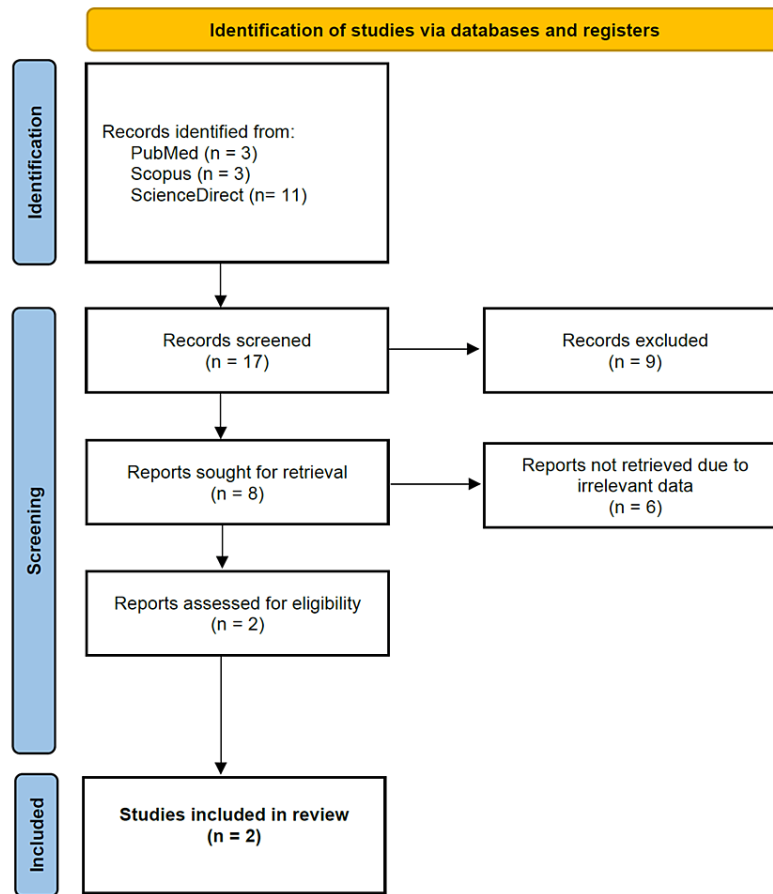 Identification of studies via databases and registers
Identification
Records identified from:
PubMed (n = 3)
Scopus (n = 3)
ScienceDirect (n= 11)
Screening
Records screened
(n = 17)
Records excluded
(n = 9)
Reports sought for retrieval
(n = 8)
Reports not retrieved due to
irrelevant data
(n = 6)
Reports assessed for eligibility
(n = 2)
Included
Studies included in review
(n = 2)